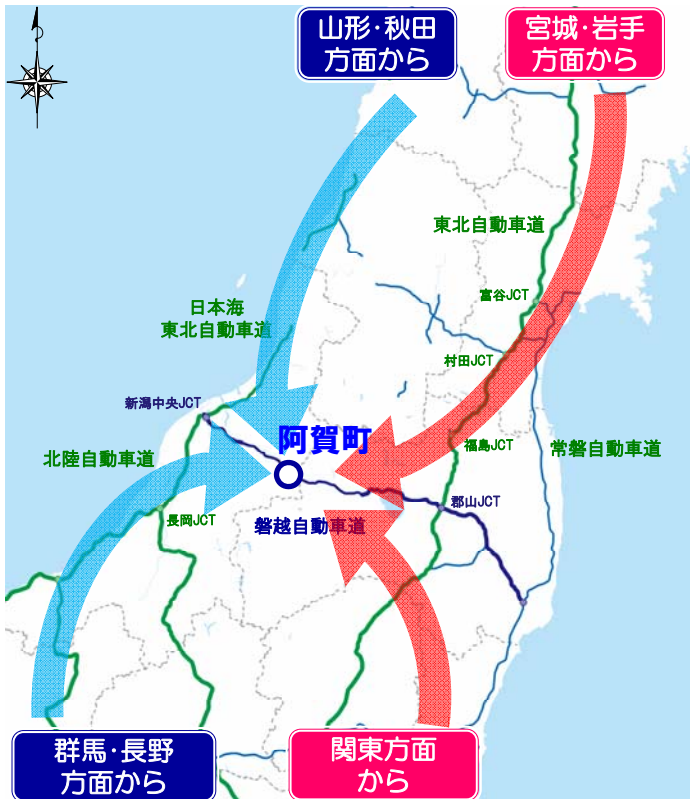 山形・秋田
方面から
宮城・岩手
方面から
東北自動車道
富谷JCT
日本海
東北自動車道
村田JCT
新潟中央JCT
阿賀町
福島JCT
常磐自動車道
北陸自動車道
郡山JCT
長岡JCT
磐越自動車道
群馬・長野
方面から
関東方面
から